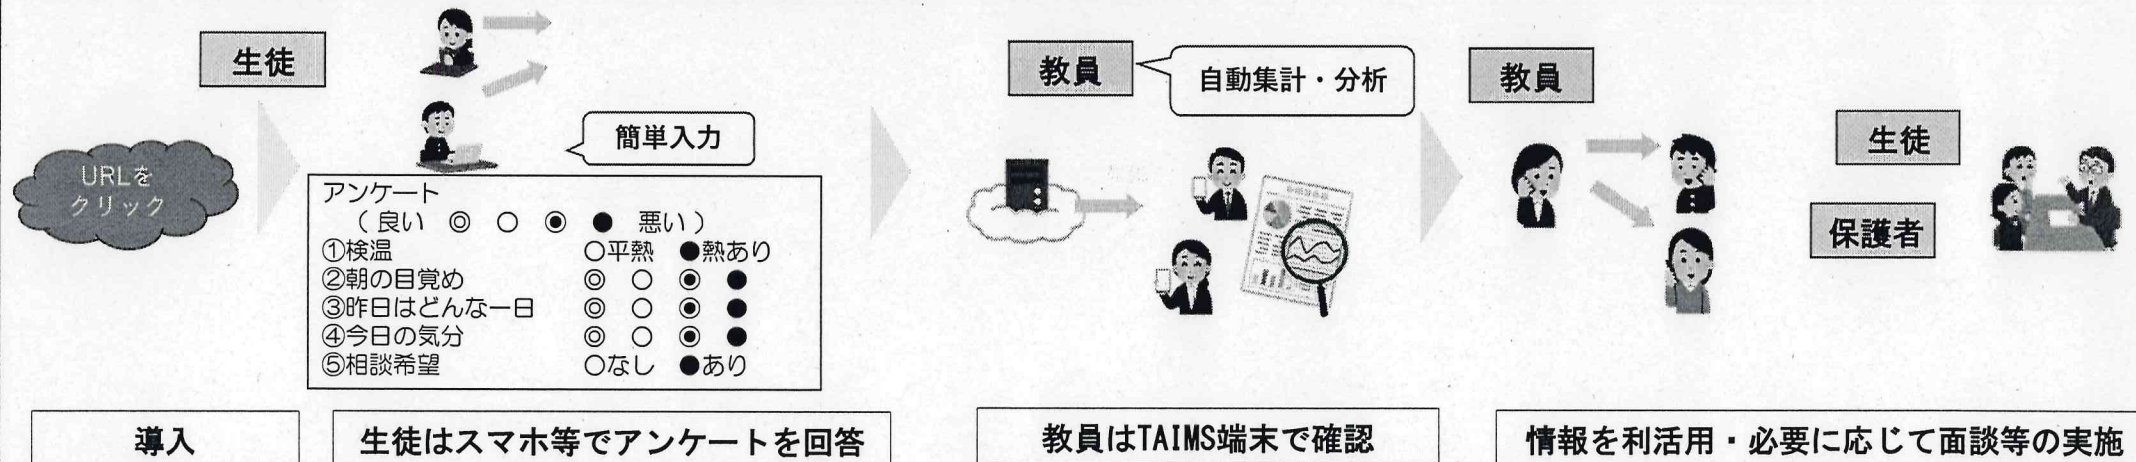 生徒
URLを
クリック
簡単入力
アンケート
(良い ◎ ○ ◉ ● 悪い)
①検温 ○平熱 ●熱あり
②朝の目覚め ◎ ○ ◉ ●
③昨日はどんな一日 ◎ ○ ◉ ●
④今日の気分 ◎ ○ ◉ ●
⑤相談希望 ○なし ●あり
教員
自動集計・分析
教員
生徒
保護者
導入
生徒はスマホ等でアンケートを回答
教員はTAIMS端末で確認
情報を利活用・必要に応じて面談等の実施